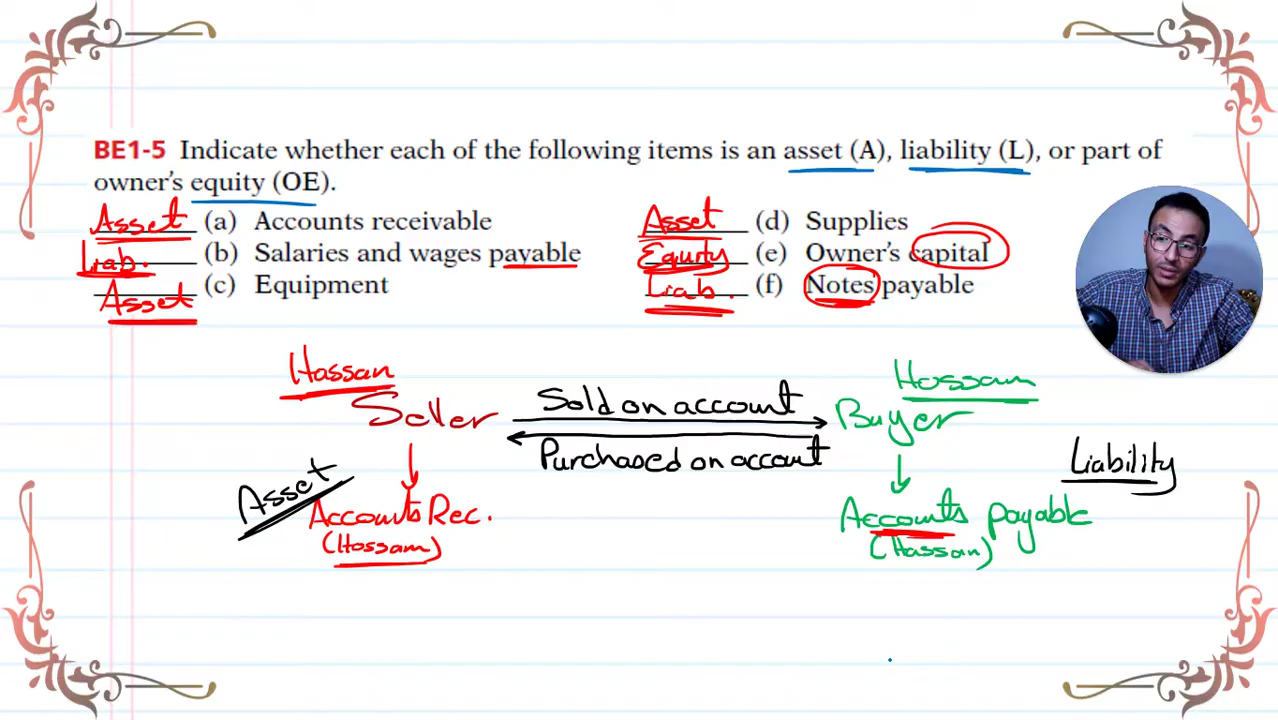 BE1-5 Indicate whether each of the following items is an asset (A), liability (L), or part of
owner's equity (OE).
Asset (a) Accounts receivable
Liab. (b) Salaries and wages payable
Asset (c) Equipment
Asset (d) Supplies
Equity (e) Owner's capital
Liab. (f) Notes payable
Hassan
Seller
Sold on account
Purchased on account
Hossam
Buyer
Asset
Accounts Rec.
(Hossam)
Liability
Accounts payable
(Hassan)